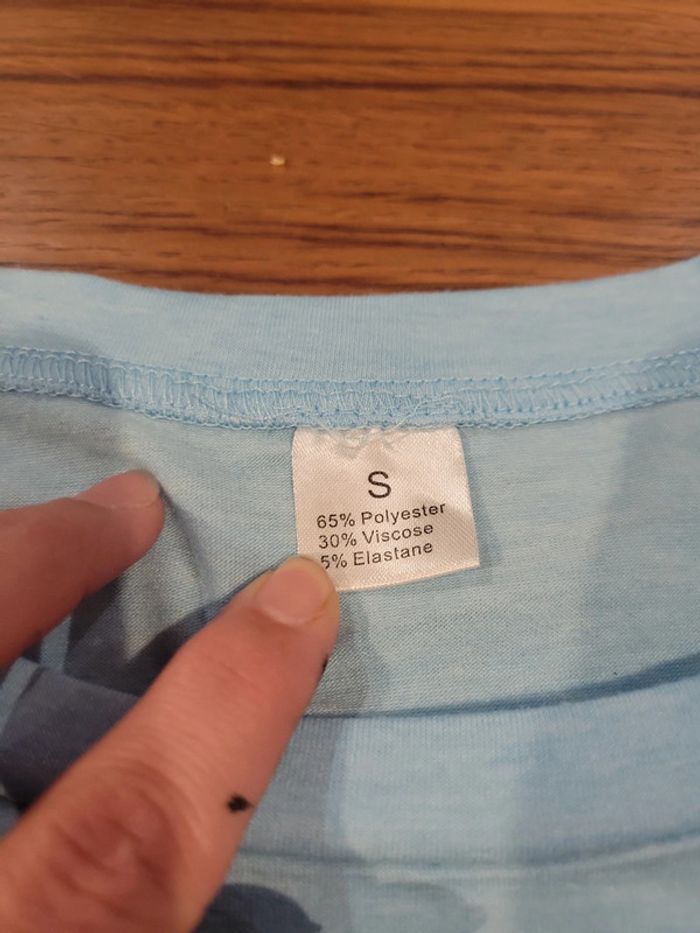 S
65% Polyester
30% Viscose
5% Elastane